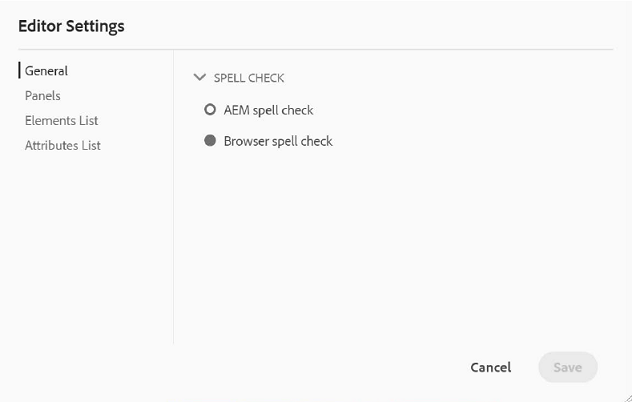 Editor Settings
General
Panels
Elements List
Attributes List
SPELL CHECK
AEM spell check
Browser spell check
Cancel
Save